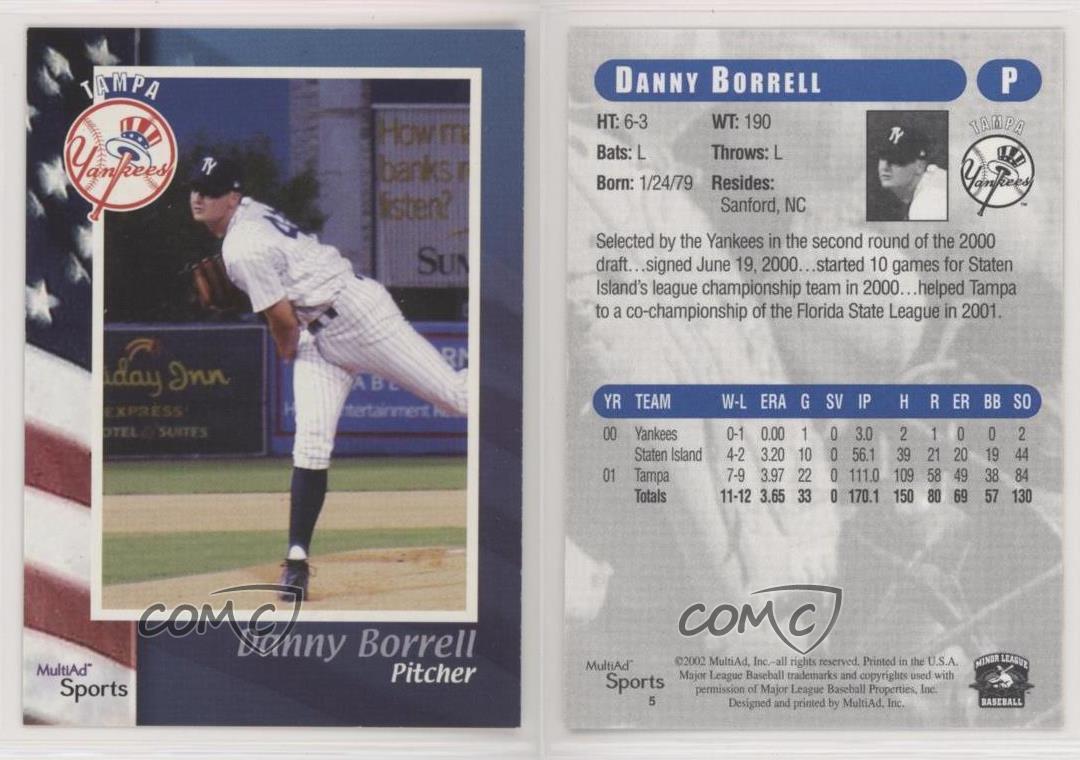 TAMPA
Yankees
How
banks
listen?
SUN
iday Inn
EXPRESS
HOTEL & SUITES
Entertainment
Danny Borrell
Pitcher
MultiAd™
Sports
COMC
DANNY BORRELL
P
HT: 6-3 WT: 190
Bats: L Throws: L
Born: 1/24/79 Resides:
Sanford, NC
TAMPA
Yankees™
Selected by the Yankees in the second round of the 2000
draft...signed June 19, 2000...started 10 games for Staten
Island's league championship team in 2000...helped Tampa
to a co-championship of the Florida State League in 2001.
YR TEAM W-L ERA G SV IP H R ER BB SO
00 Yankees 0-1 0.00 1 0 3.0 2 1 0 0 2
Staten Island 4-2 3.20 10 0 56.1 39 21 20 19 44
01 Tampa 7-9 3.97 22 0 111.0 109 58 49 38 84
Totals 11-12 3.65 33 0 170.1 150 80 69 57 130
COMC
MultiAd™
Sports
5
©2002 MultiAd, Inc.–all rights reserved. Printed in the U.S.A.
Major League Baseball trademarks and copyrights used with
permission of Major League Baseball Properties, Inc.
Designed and printed by MultiAd, Inc.
MINOR LEAGUE
BASEBALL